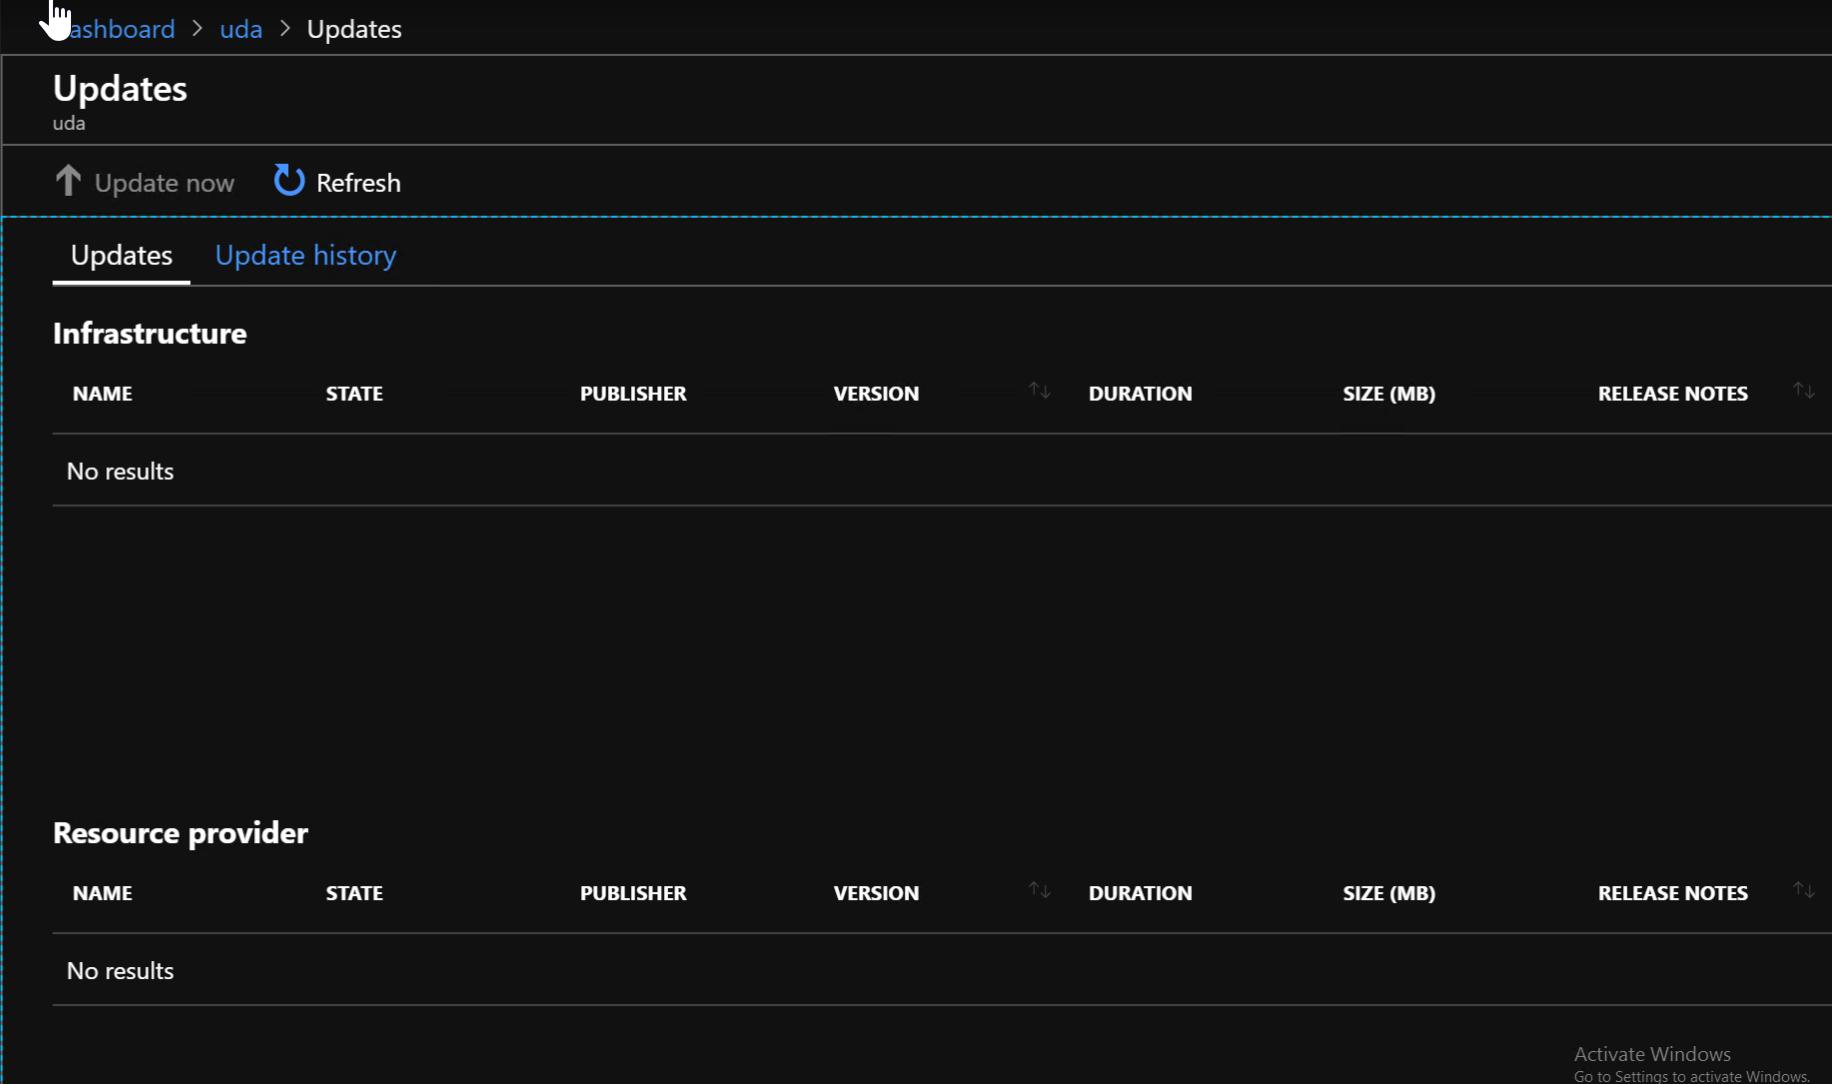 ashboard > uda > Updates
Updates
uda
Update now Refresh
Updates Update history
Infrastructure
NAME STATE PUBLISHER VERSION DURATION SIZE (MB) RELEASE NOTES
No results
Resource provider
NAME STATE PUBLISHER VERSION DURATION SIZE (MB) RELEASE NOTES
No results
Activate Windows
Go to Settings to activate Windows.